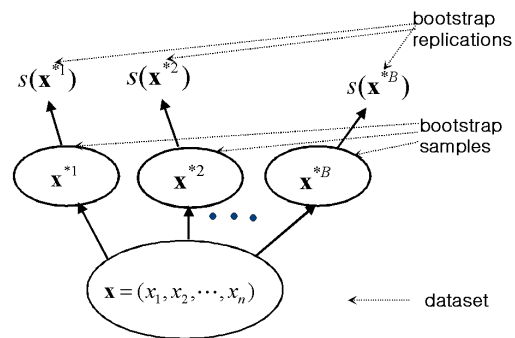 bootstrap
replications
s(x*1) s(x*2) s(x*B)
bootstrap
samples
x*1 x*2 x*B
• • •
x = (x1, x2, ⋯, xn)
dataset